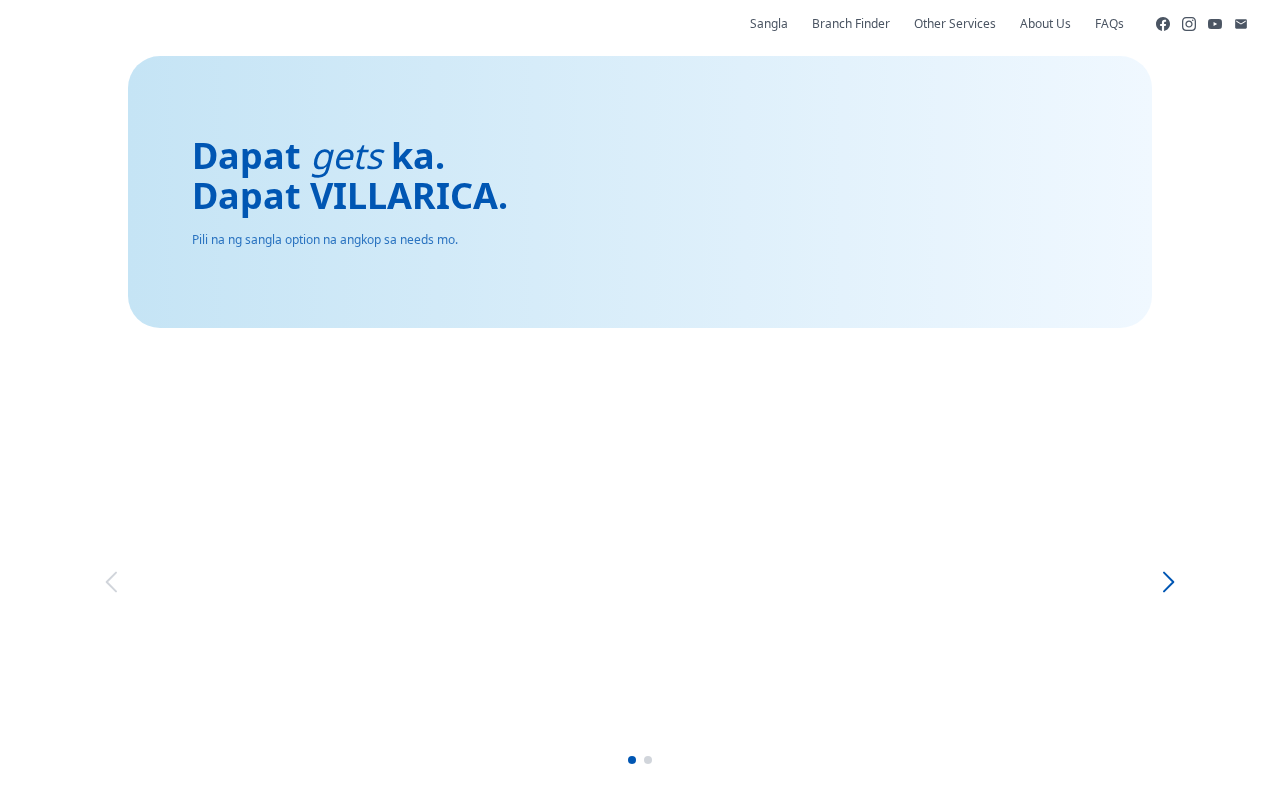 Sangla Branch Finder Other Services About Us FAQs
Dapat gets ka.
Dapat VILLARICA.
Pili na ng sangla option na angkop sa needs mo.